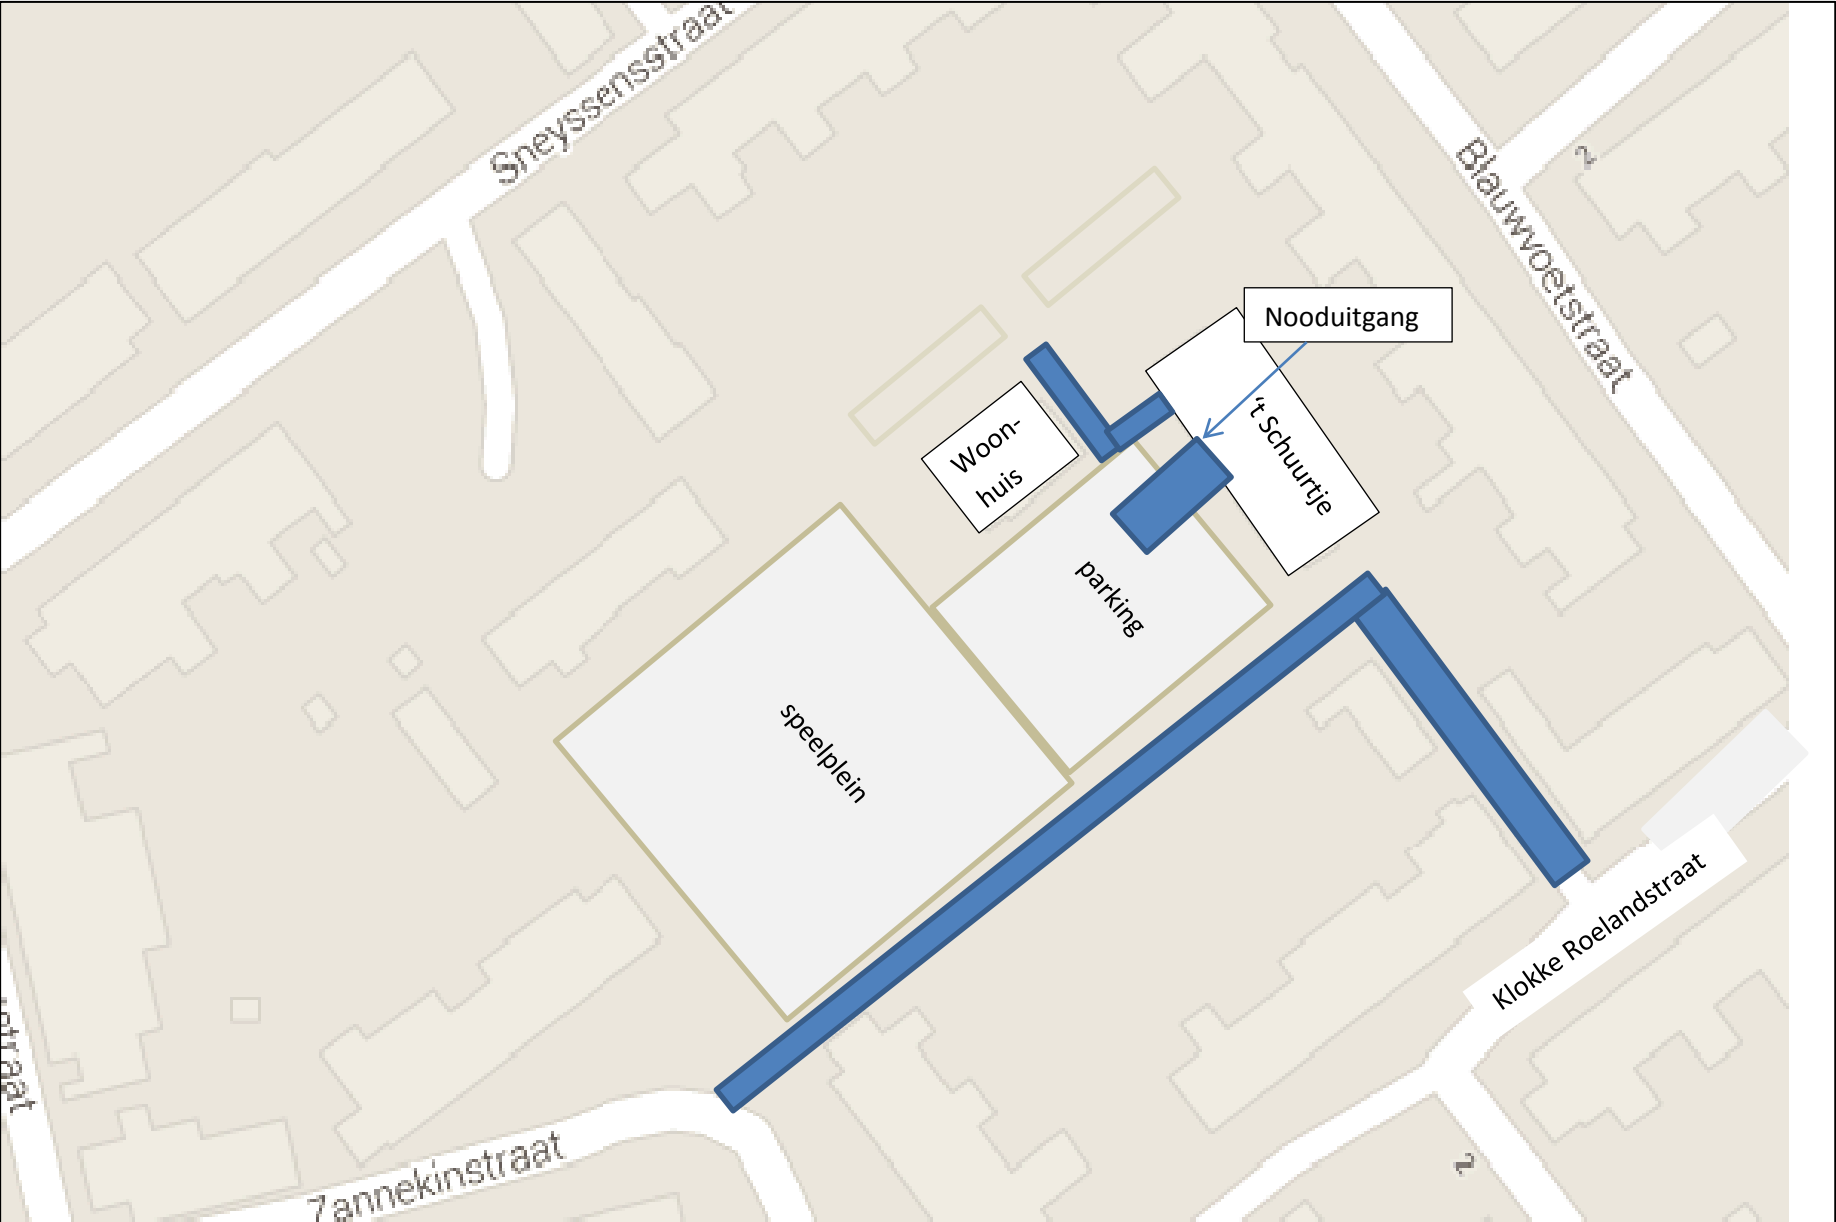 Sneyssensstraat
Blauwvoetstraat
2
Nooduitgang
't Schuurtje
Woon-
huis
parking
speelplein
Klokke Roelandstraat
Zannekinstraat
2